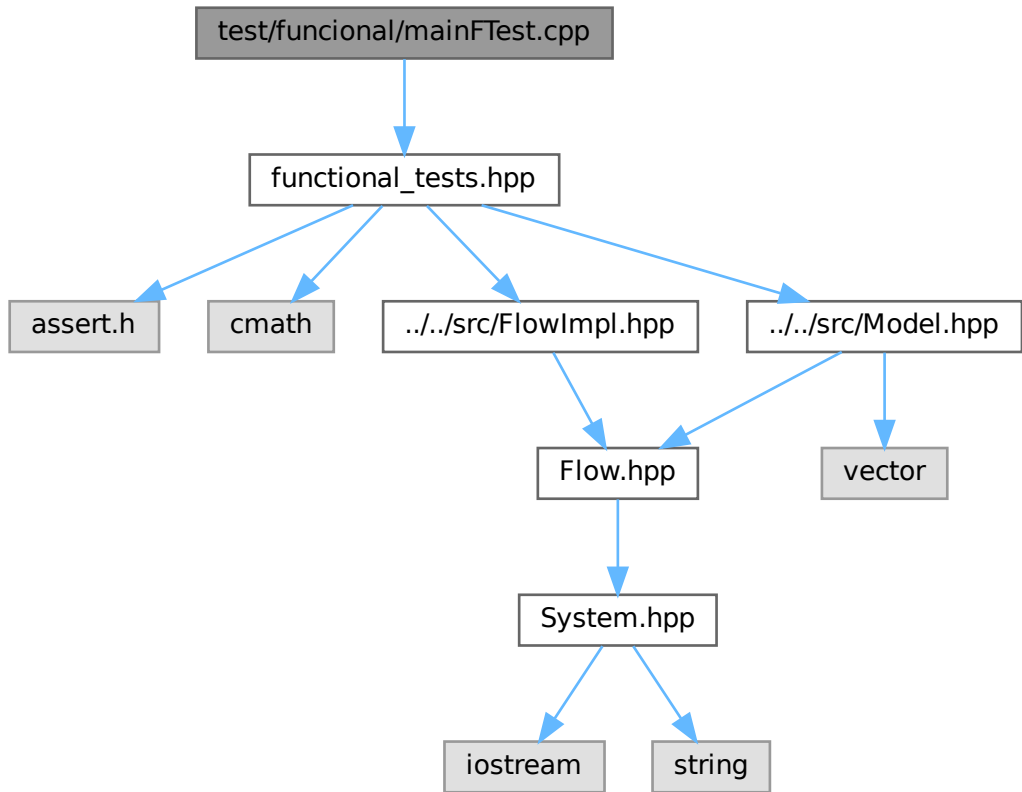 test/funcional/mainFTest.cpp
functional_tests.hpp
assert.h
cmath
../../src/FlowImpl.hpp
../../src/Model.hpp
Flow.hpp
vector
System.hpp
iostream
string